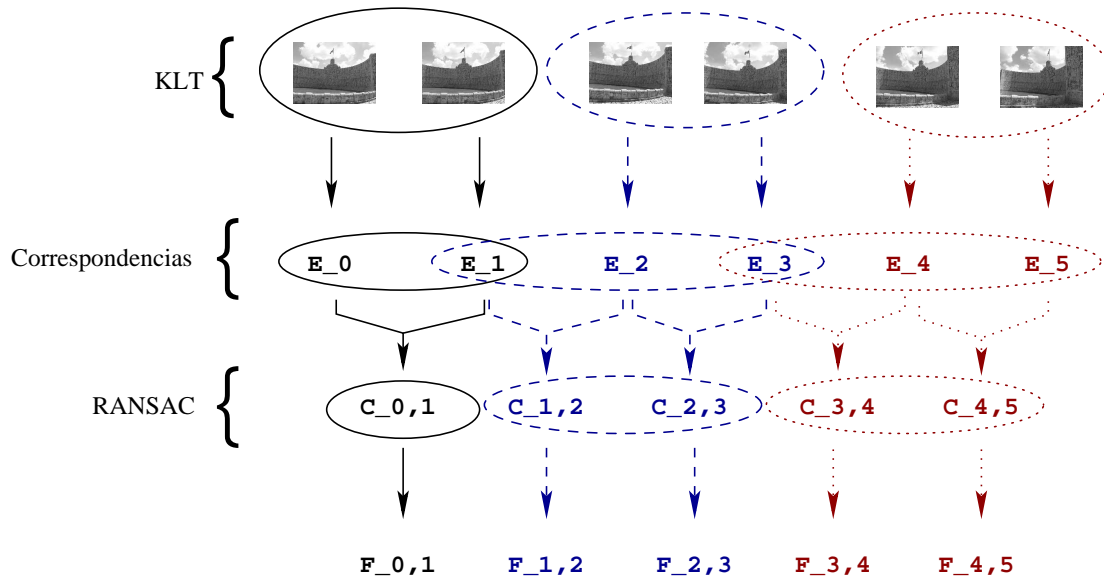 KLT
Correspondencias
E_0 E_1 E_2 E_3 E_4 E_5
RANSAC
C_0,1 C_1,2 C_2,3 C_3,4 C_4,5
F_0,1 F_1,2 F_2,3 F_3,4 F_4,5